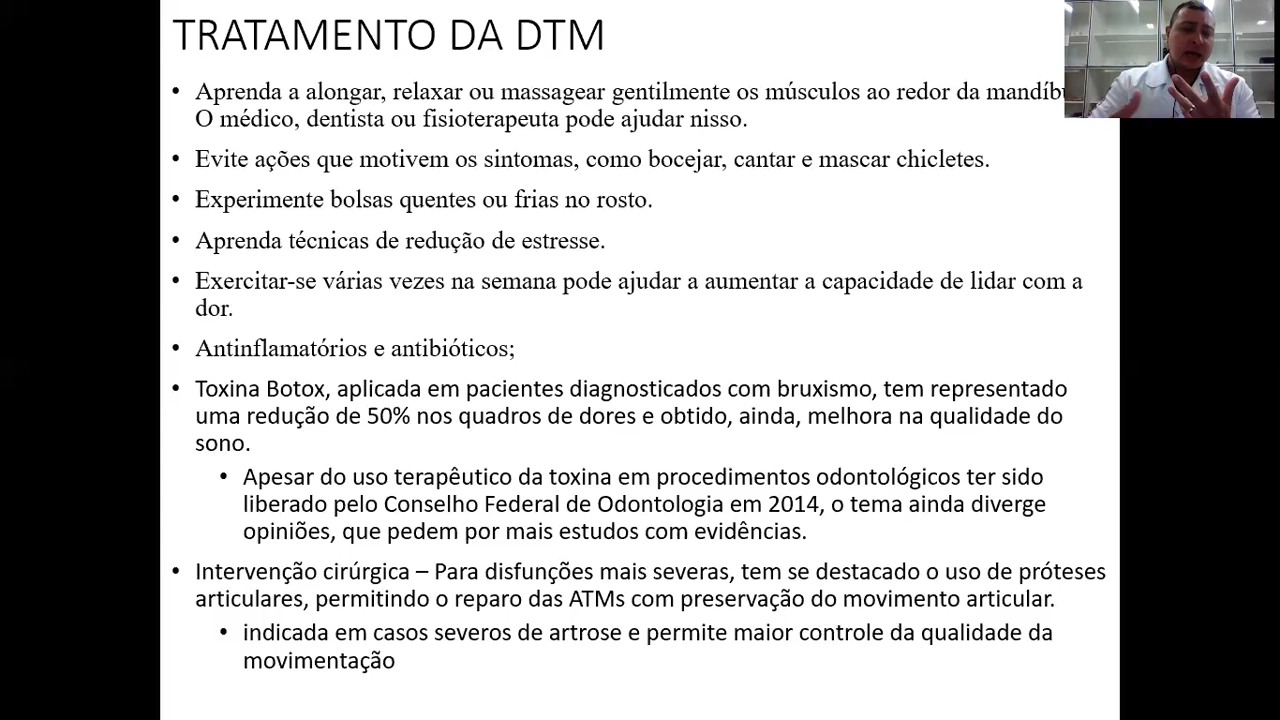 TRATAMENTO DA DTM
• Aprenda a alongar, relaxar ou massagear gentilmente os músculos ao redor da
O médico, dentista ou fisioterapeuta pode ajudar nisso.
• Evite ações que motivem os sintomas, como bocejar, cantar e mascar chicletes.
• Experimente bolsas quentes ou frias no rosto.
• Aprenda técnicas de redução de estresse.
• Exercitar-se várias vezes na semana pode ajudar a aumentar a capacidade de lidar com a
dor.
• Antinflamatórios e antibióticos;
• Toxina Botox, aplicada em pacientes diagnosticados com bruxismo, tem representado
uma redução de 50% nos quadros de dores e obtido, ainda, melhora na qualidade do
sono.
• Apesar do uso terapêutico da toxina em procedimentos odontológicos ter sido
liberado pelo Conselho Federal de Odontologia em 2014, o tema ainda diverge
opiniões, que pedem por mais estudos com evidências.
• Intervenção cirúrgica – Para disfunções mais severas, tem se destacado o uso de próteses
articulares, permitindo o reparo das ATMs com preservação do movimento articular.
• indicada em casos severos de artrose e permite maior controle da qualidade da
movimentação